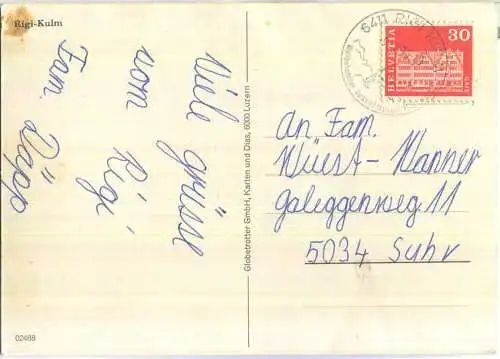 Rigi-Kulm
Viele grüsse
vom Rigi
Fam. Däpp
Globetrotter GmbH, Karten und Dias, 6000 Luzern
02488
6411 RIGI
HELVETIA
30
An Fam.
Wüest-Wanner
Galeggenweg 11
5034 Suhr